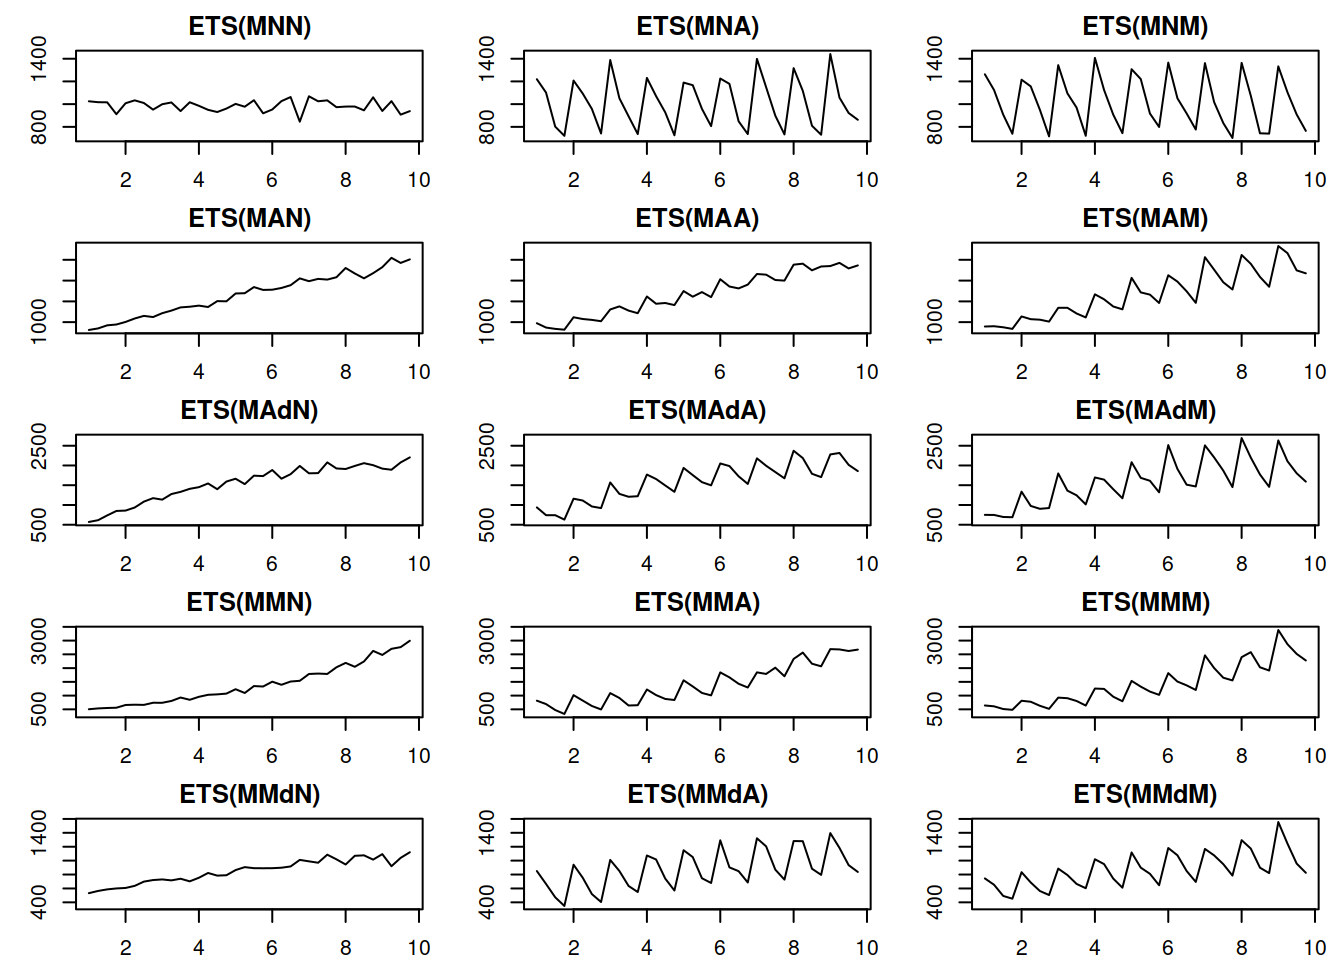 ETS(MNN) ETS(MNA) ETS(MNM)
1400 1400 1400
800 800 800
2 4 6 8 10 2 4 6 8 10 2 4 6 8 10
ETS(MAN) ETS(MAA) ETS(MAM)
1000 1000 1000
2 4 6 8 10 2 4 6 8 10 2 4 6 8 10
ETS(MAdN) ETS(MAdA) ETS(MAdM)
2500 2500 2500
500 500 500
2 4 6 8 10 2 4 6 8 10 2 4 6 8 10
ETS(MMN) ETS(MMA) ETS(MMM)
3000 3000 3000
500 500 500
2 4 6 8 10 2 4 6 8 10 2 4 6 8 10
ETS(MMdN) ETS(MMdA) ETS(MMdM)
1400 1400 1400
400 400 400
2 4 6 8 10 2 4 6 8 10 2 4 6 8 10